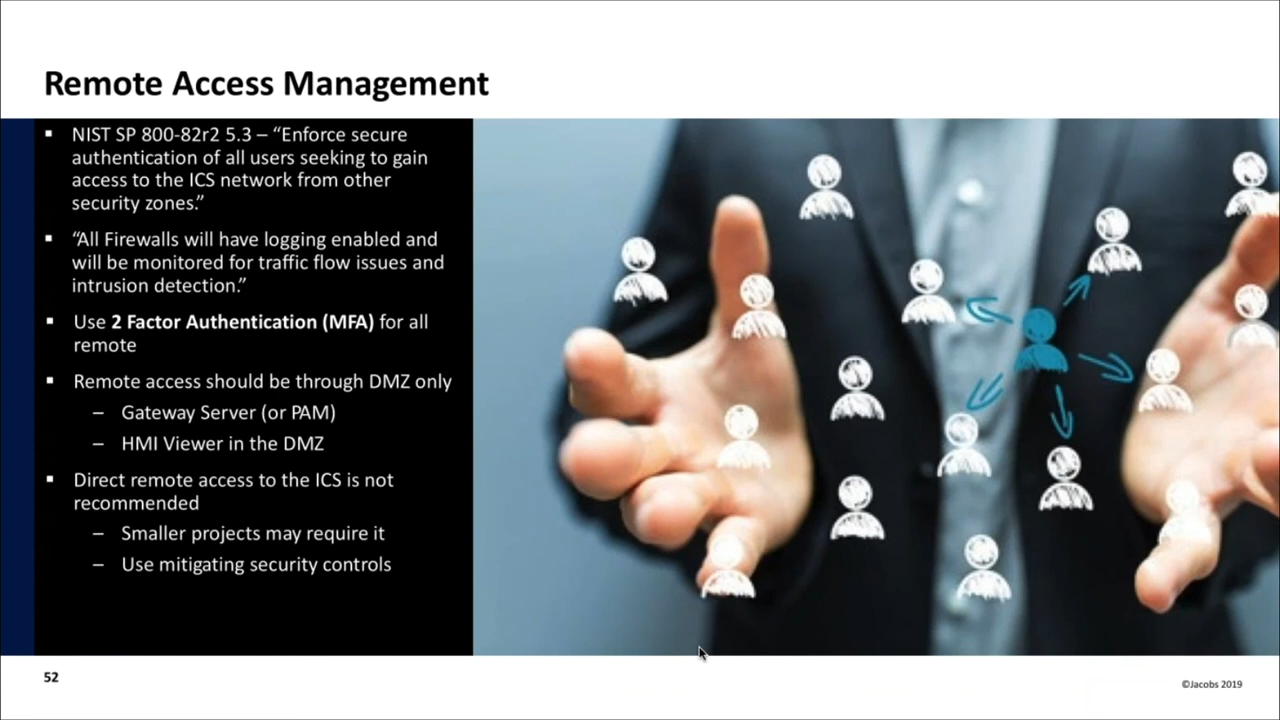 Remote Access Management
▪ NIST SP 800-82r2 5.3 – “Enforce secure
authentication of all users seeking to gain
access to the ICS network from other
security zones.”
▪ “All Firewalls will have logging enabled and
will be monitored for traffic flow issues and
intrusion detection.”
▪ Use 2 Factor Authentication (MFA) for all
remote
▪ Remote access should be through DMZ only
– Gateway Server (or PAM)
– HMI Viewer in the DMZ
▪ Direct remote access to the ICS is not
recommended
– Smaller projects may require it
– Use mitigating security controls
52
©Jacobs 2019